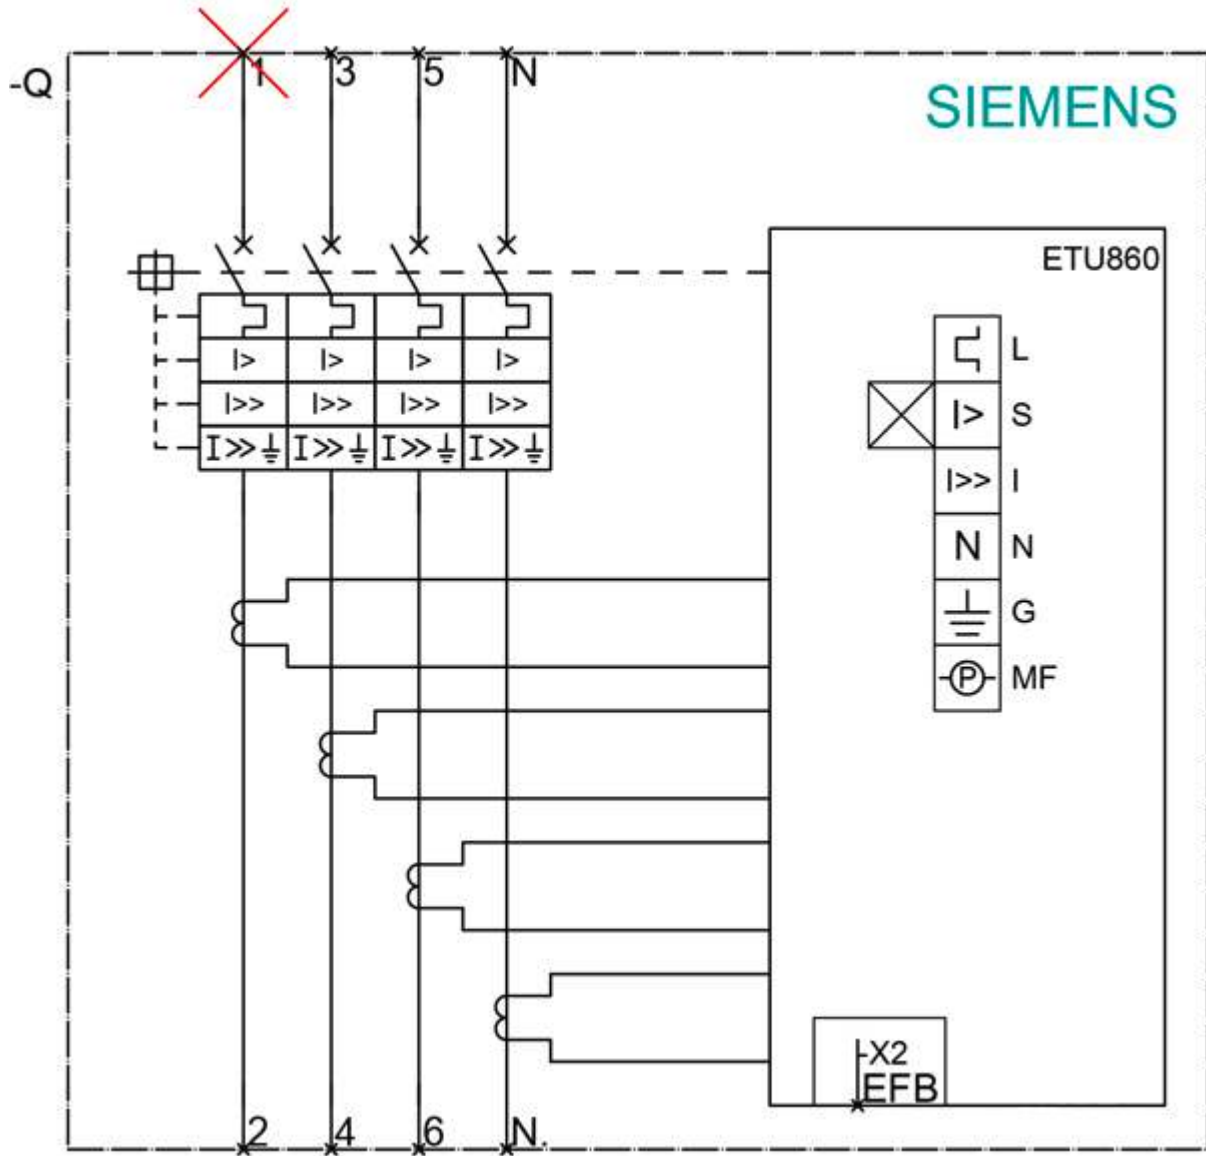 1 3 5 N
-Q
SIEMENS
ETU860
L
I> I> I> I> I> S
I>> I>> I>> I>> I>> I
I>> I>> I>> I>>
N N
G
P MF
-X2
EFB
2 4 6 N.